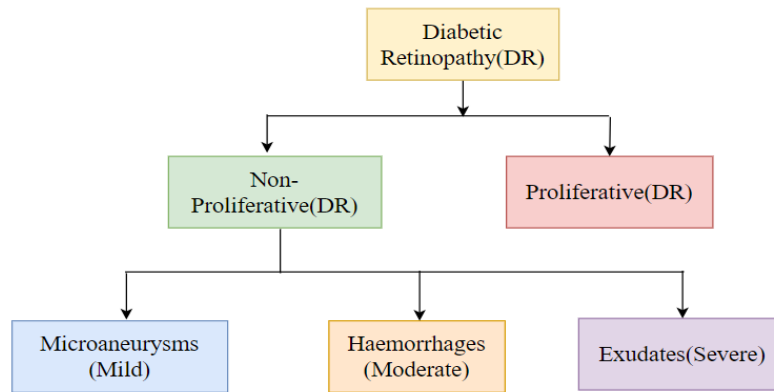 Diabetic
Retinopathy(DR)
Non-
Proliferative(DR)
Proliferative(DR)
Microaneurysms
(Mild)
Haemorrhages
(Moderate)
Exudates(Severe)